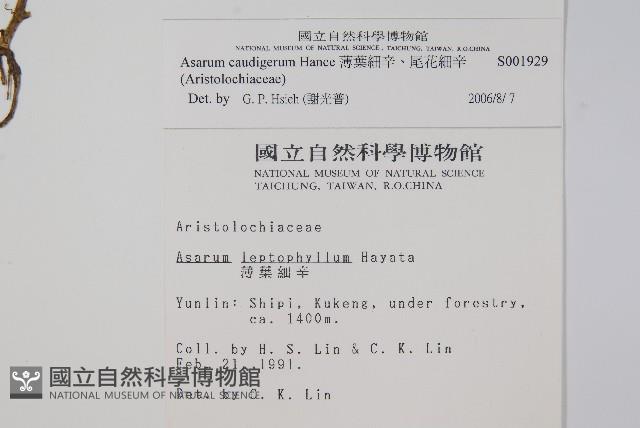 國立自然科學博物館
NATIONAL MUSEUM OF NATURAL SCIENCE, TAICHUNG, TAIWAN, R.O.CHINA
Asarum caudigerum Hance 薄葉細辛、尾花細辛 S001929
(Aristolochiaceae)
Det. by G. P. Hsieh (謝光普) 2006/8/7
國立自然科學博物館
NATIONAL MUSEUM OF NATURAL SCIENCE
TAICHUNG, TAIWAN, R.O.CHINA
Aristolochiaceae
Asarum leptophyllum Hayata
薄葉細辛
Yunlin: Shipi, Kukeng, under forestry,
ca. 1400m.
Coll. by H. S. Lin & C. K. Lin
Feb. 21, 1991.
Det. by C. K. Lin
國立自然科學博物館
NATIONAL MUSEUM OF NATURAL SCIENCE